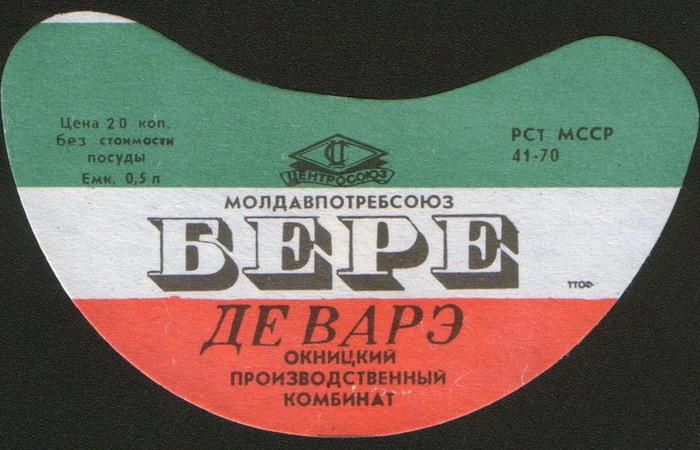 Цена 20 коп.
без стоимости
посуды
Емк. 0,5 л
РСТ МССР
41-70
ЦЕНТРОСОЮЗ
МОЛДАВПОТРЕБСОЮЗ
БЕРЕ
ТТОФ
ДЕ ВАРЭ
ОКНИЦКИЙ
ПРОИЗВОДСТВЕННЫЙ
КОМБИНАТ